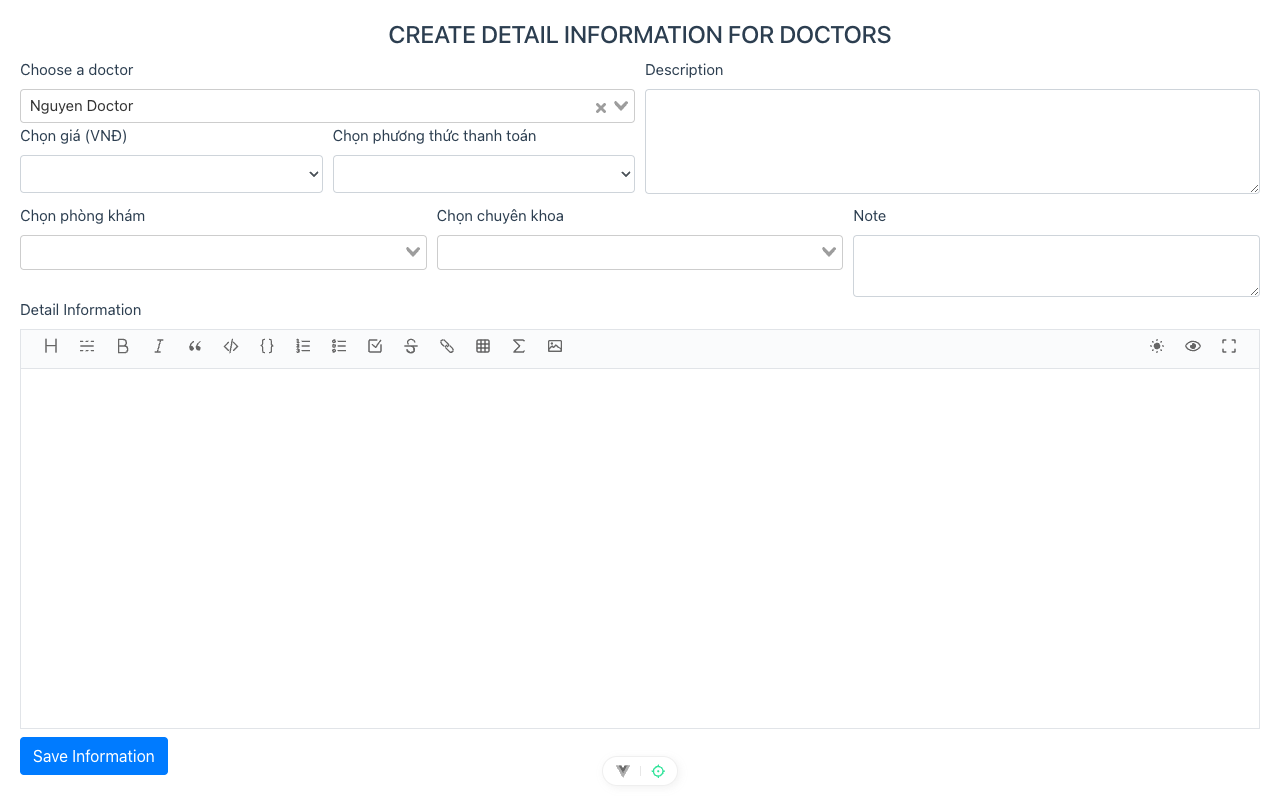 CREATE DETAIL INFORMATION FOR DOCTORS
Choose a doctor
Description
Nguyen Doctor
Chọn giá (VNĐ)
Chọn phương thức thanh toán
Chọn phòng khám
Chọn chuyên khoa
Note
Detail Information
Save Information